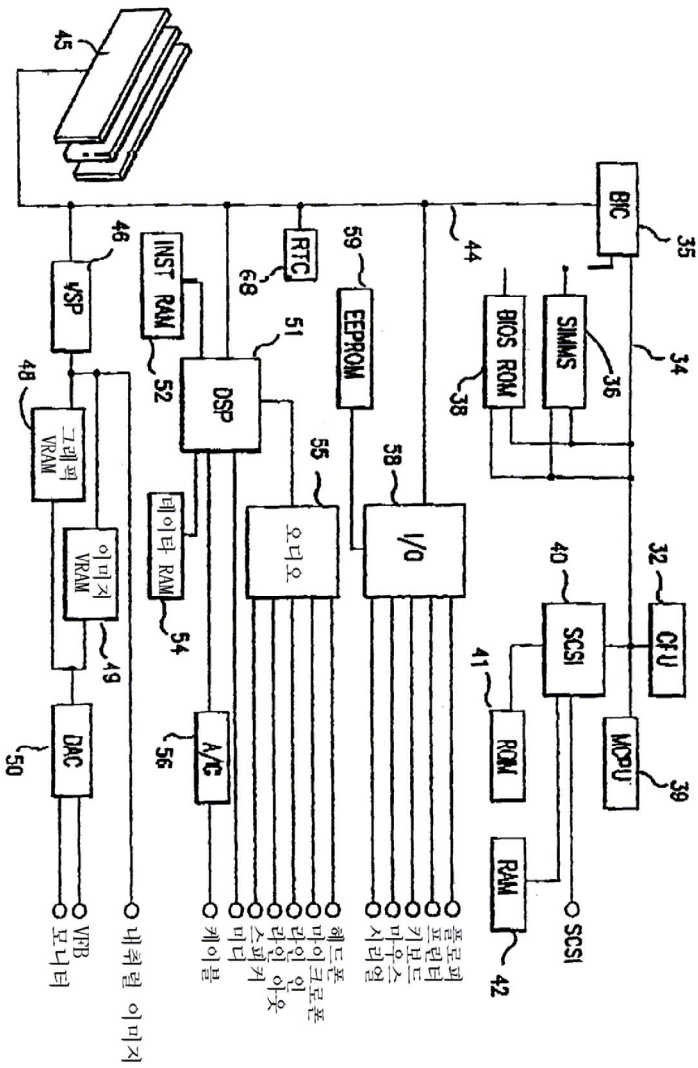 BIC
35
34
SIMMS
36
BIOS ROM
38
32
CPU
MCPU
39
40
SCSI
41
ROM
RAM
42
SCSI
44
59
EEPROM
58
I/O
플로피
프린터
키보드
마우스
시리얼
RTC
68
55
오디오
헤드폰
마이크로폰
라인 인
라인 아웃
스피커
51
DSP
INST RAM
52
데이타 RAM
54
미디
56
케이블
45
46
VSP
48
그래픽
VRAM
이미지
VRAM
49
DAC
50
내츄럴 이미지
VFB
모니터